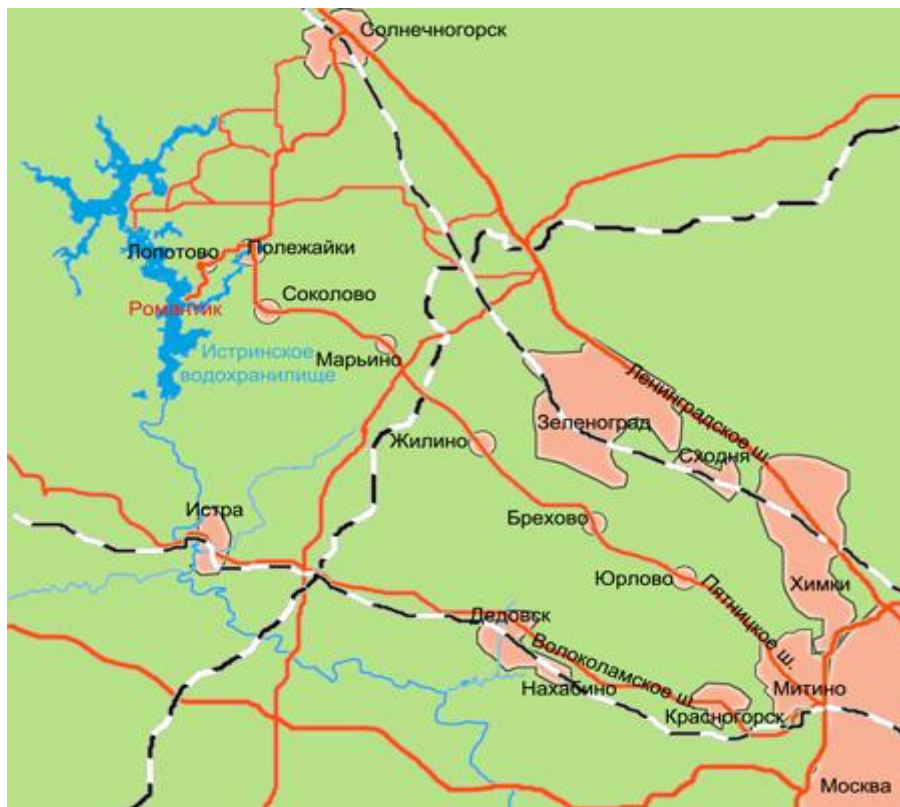 Солнечногорск
Лопотово
Полежайки
Романтик
Соколово
Истринское
водохранилище
Марьино
Ленинградское ш.
Зеленоград
Жилино
Сходня
Истра
Брехово
Юрлово
Химки
Пятницкое ш.
Дедовск
Волоколамское ш.
Нахабино
Митино
Красногорск
Москва